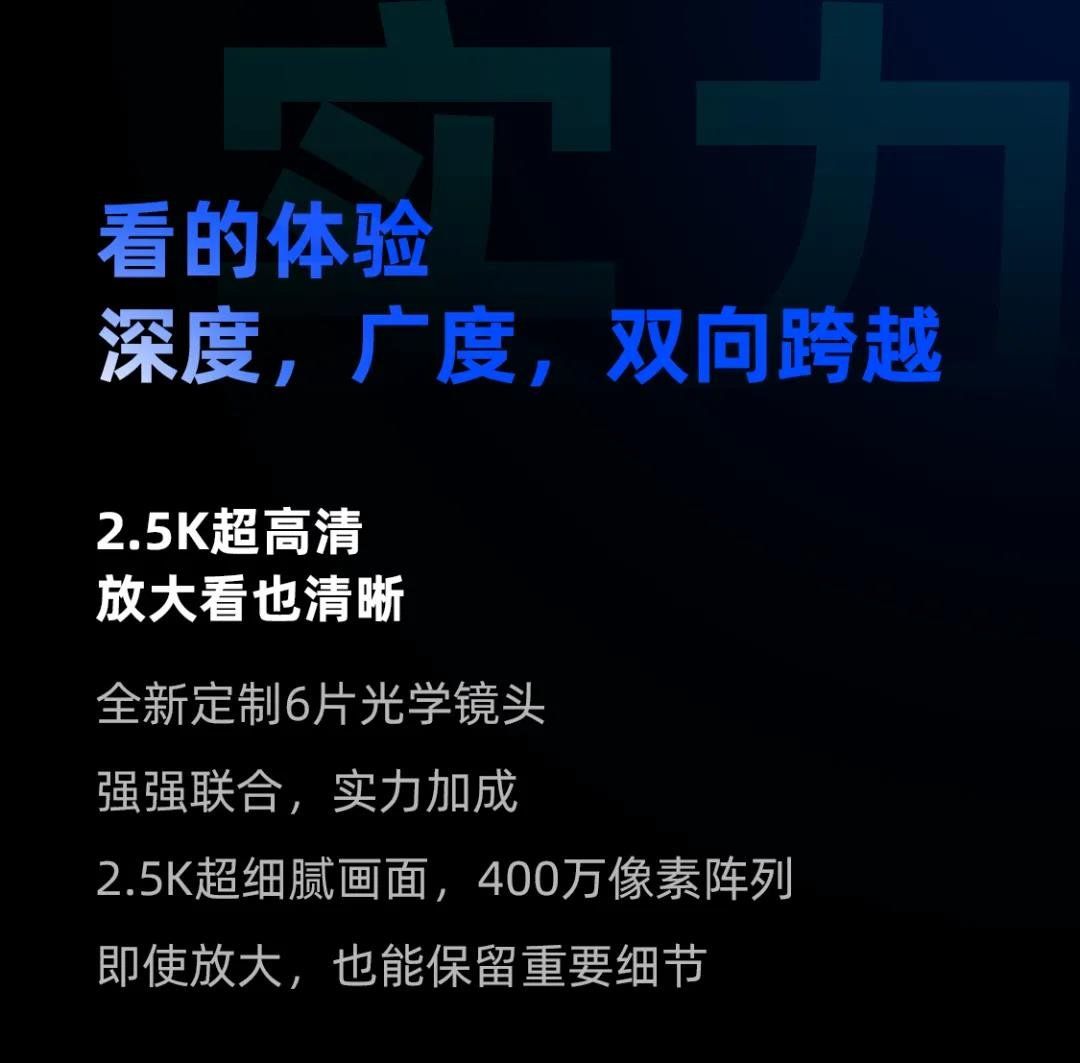 实力
看的体验
深度，广度，双向跨越
2.5K超高清
放大看也清晰
全新定制6片光学镜头
强强联合，实力加成
2.5K超细腻画面，400万像素阵列
即使放大，也能保留重要细节